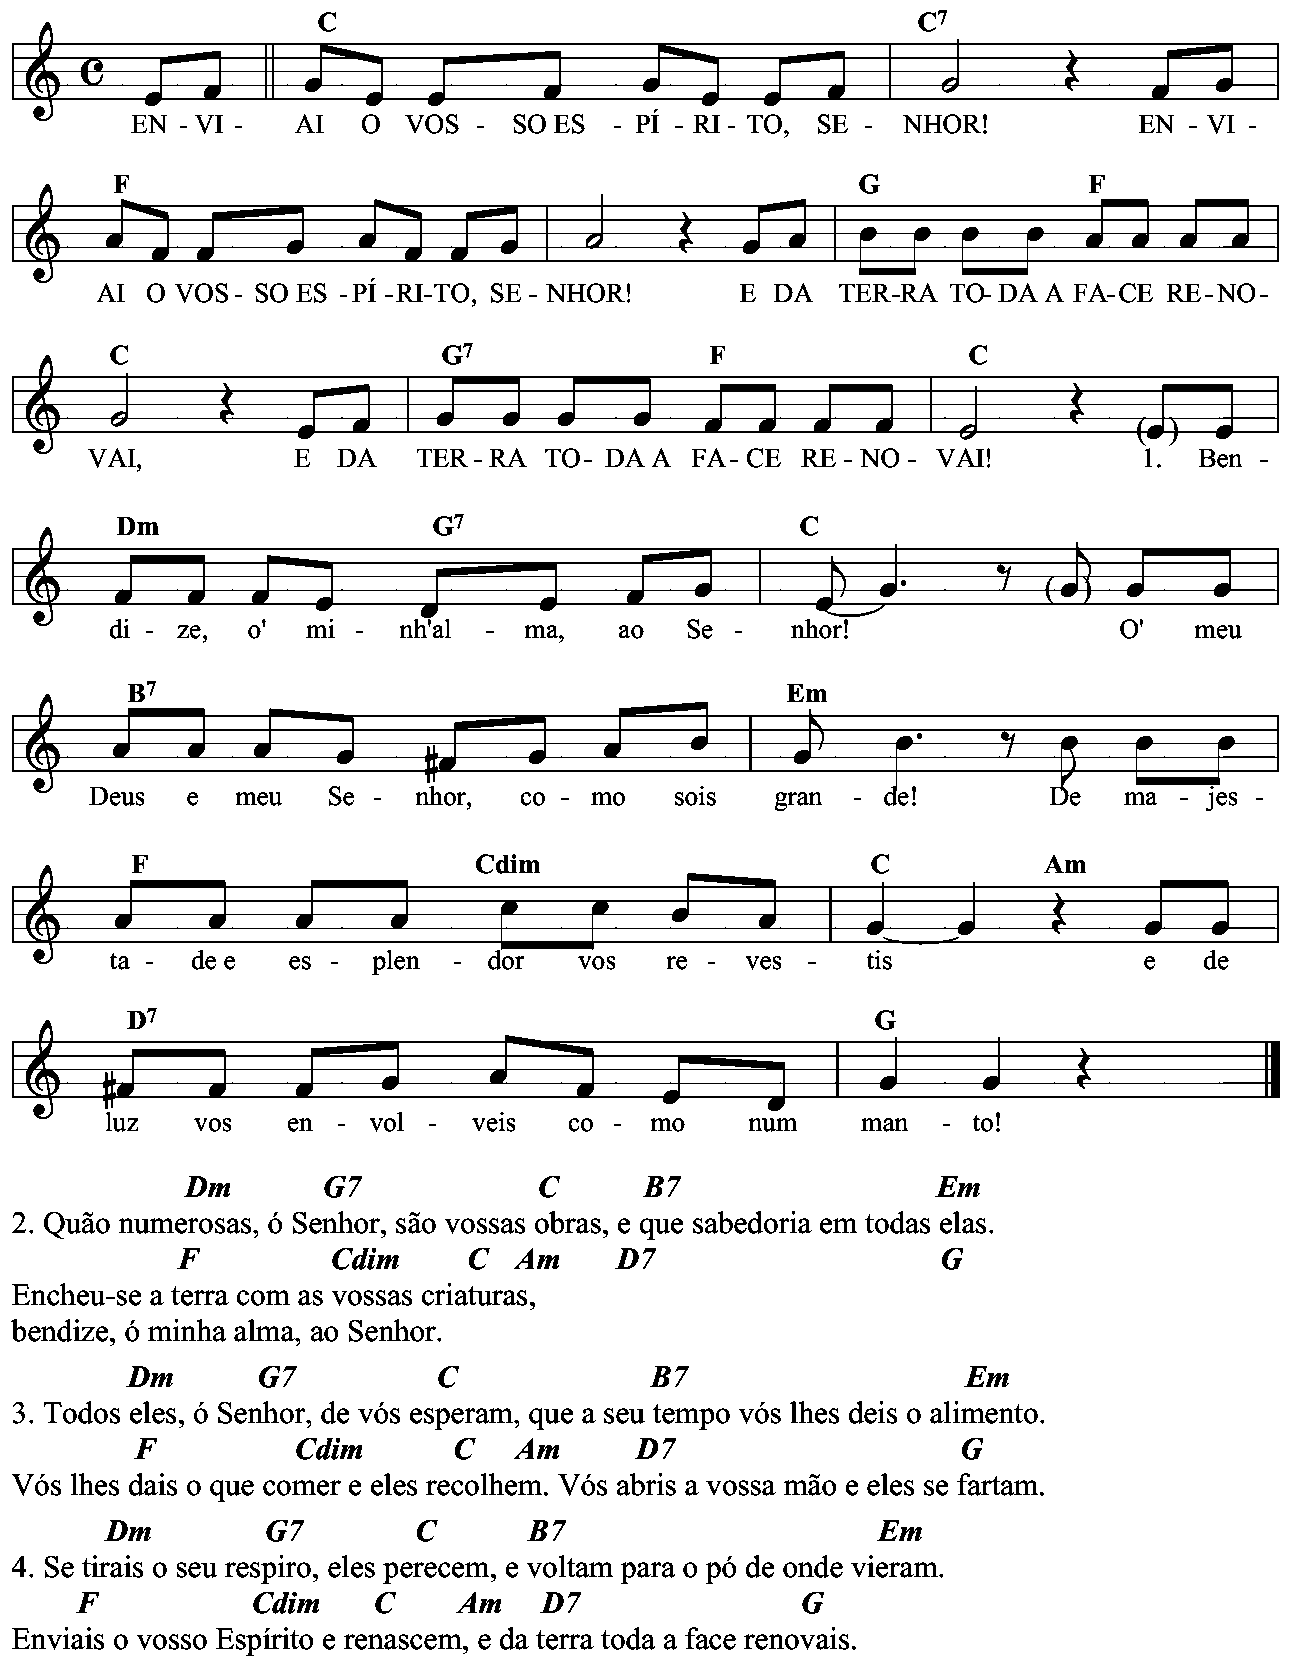 C C7
EN - VI - AI O VOS - SO ES - PÍ - RI - TO, SE - NHOR! EN - VI -
F G F
AI O VOS - SO ES - PÍ - RI - TO, SE - NHOR! E DA TER - RA TO - DA A FA - CE RE - NO -
C G7 F C
VAI, E DA TER - RA TO - DA A FA - CE RE - NO - VAI! 1. Ben -
Dm G7 C
di - ze, o' mi - nh'al - ma, ao Se - nhor! O' meu
B7 Em
Deus e meu Se - nhor, co - mo sois gran - de! De ma - jes -
F Cdim C Am
ta - de e es - plen - dor vos re - ves - tis e de
D7 G
luz vos en - vol - veis co - mo num man - to!
Dm G7 C B7 Em
2. Quão numerosas, ó Senhor, são vossas obras, e que sabedoria em todas elas.
F Cdim C Am D7 G
Encheu-se a terra com as vossas criaturas,
bendize, ó minha alma, ao Senhor.
Dm G7 C B7 Em
3. Todos eles, ó Senhor, de vós esperam, que a seu tempo vós lhes deis o alimento.
F Cdim C Am D7 G
Vós lhes dais o que comer e eles recolhem. Vós abris a vossa mão e eles se fartam.
Dm G7 C B7 Em
4. Se tirais o seu respiro, eles perecem, e voltam para o pó de onde vieram.
F Cdim C Am D7 G
Enviais o vosso Espírito e renascem, e da terra toda a face renovais.